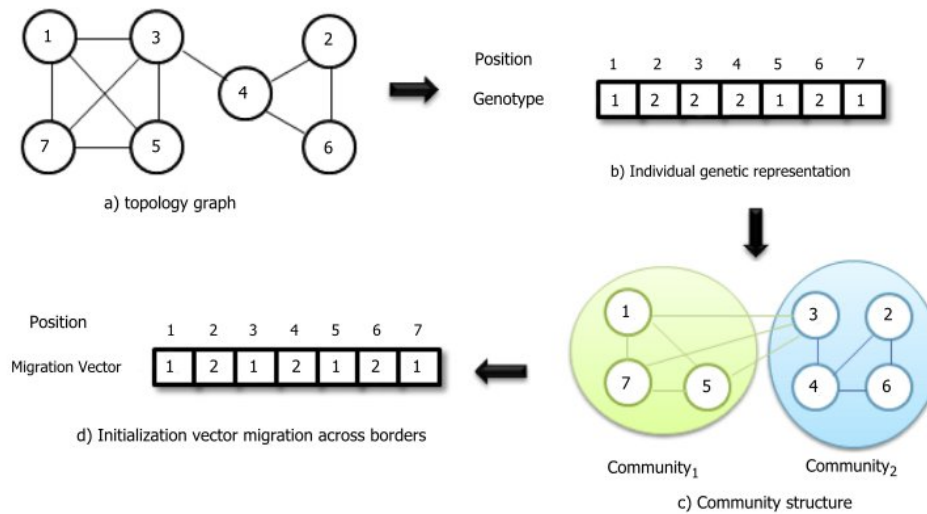 1 3 2
4
7 5 6
a) topology graph
Position 1 2 3 4 5 6 7
Genotype 1 2 2 2 1 2 1
b) Individual genetic representation
1 3 2
7 5 4 6
Community1 Community2
c) Community structure
Position 1 2 3 4 5 6 7
Migration Vector 1 2 1 2 1 2 1
d) Initialization vector migration across borders